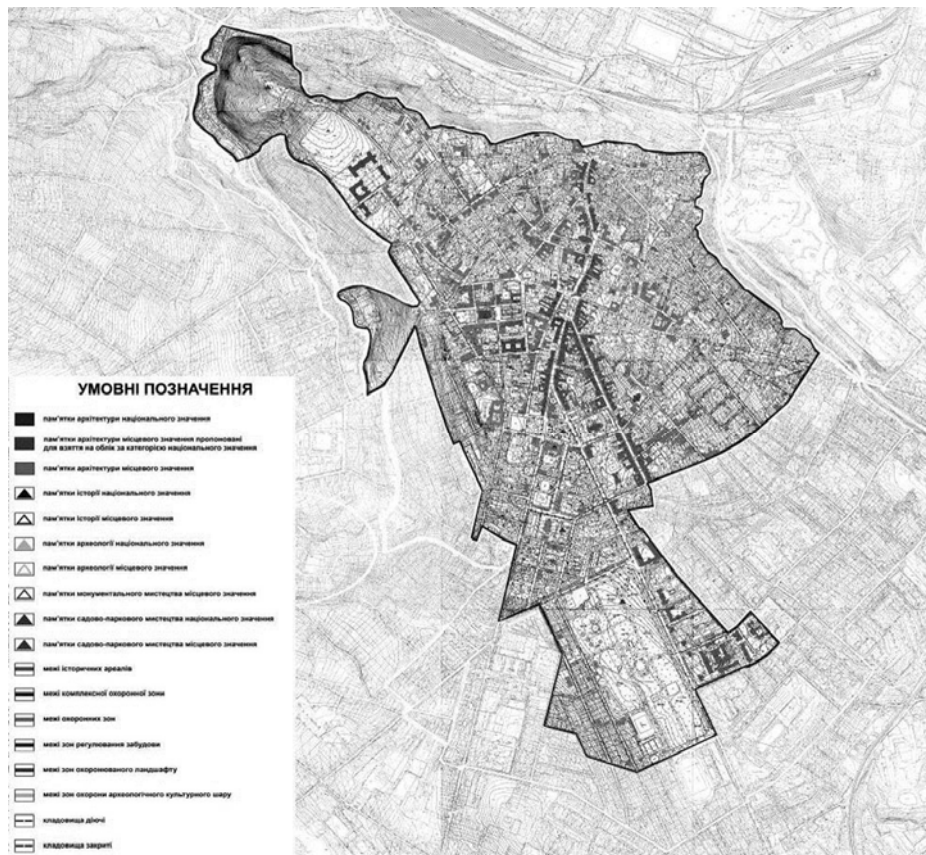 УМОВНІ ПОЗНАЧЕННЯ
пам'ятки архітектури національного значення
пам'ятки архітектури місцевого значення пропоновані
для взяття на облік за категорією національного значення
пам'ятки архітектури місцевого значення
пам'ятки історії національного значення
пам'ятки історії місцевого значення
пам'ятки археології національного значення
пам'ятки археології місцевого значення
пам'ятки монументального мистецтва місцевого значення
пам'ятки садово-паркового мистецтва національного значення
пам'ятки садово-паркового мистецтва місцевого значення
межі історичних ареалів
межі комплексної охоронної зони
межі охоронних зон
межі зон регулювання забудови
межі зон охоронюваного ландшафту
межі зон охорони археологічного культурного шару
кладовища діючі
кладовища закриті